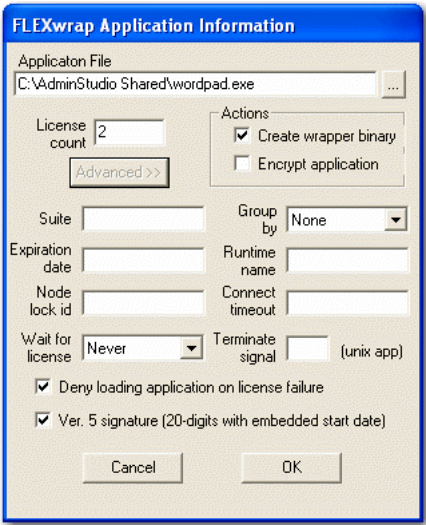 FLEXwrap Application Information
Applicaton File
C:\AdminStudio Shared\wordpad.exe
...
License count 2
Advanced >>
Actions
Create wrapper binary
Encrypt application
Suite
Group by None
Expiration date
Runtime name
Node lock id
Connect timeout
Wait for license Never
Terminate signal (unix app)
Deny loading application on license failure
Ver. 5 signature (20-digits with embedded start date)
Cancel OK